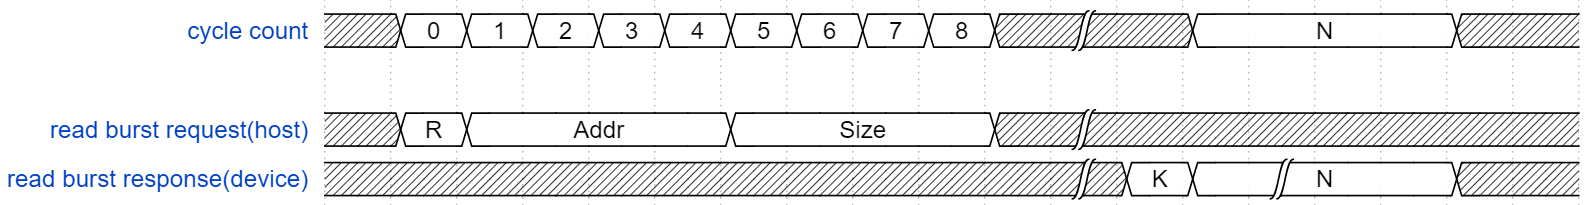 cycle count 0 1 2 3 4 5 6 7 8 N
read burst request(host) R Addr Size
read burst response(device) K N